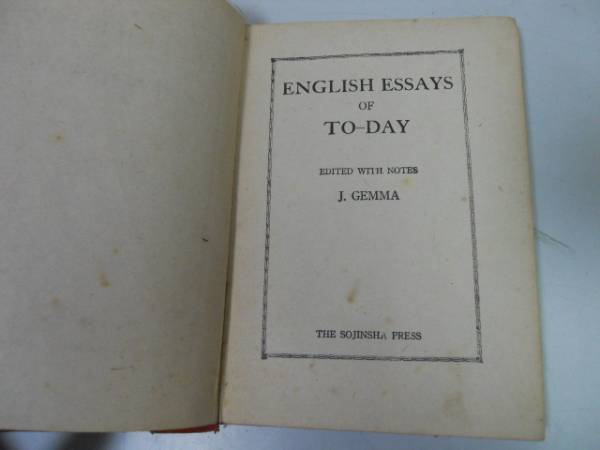 ENGLISH ESSAYS
OF
TO-DAY
EDITED WITH NOTES
J. GEMMA
THE SOJINSHA PRESS